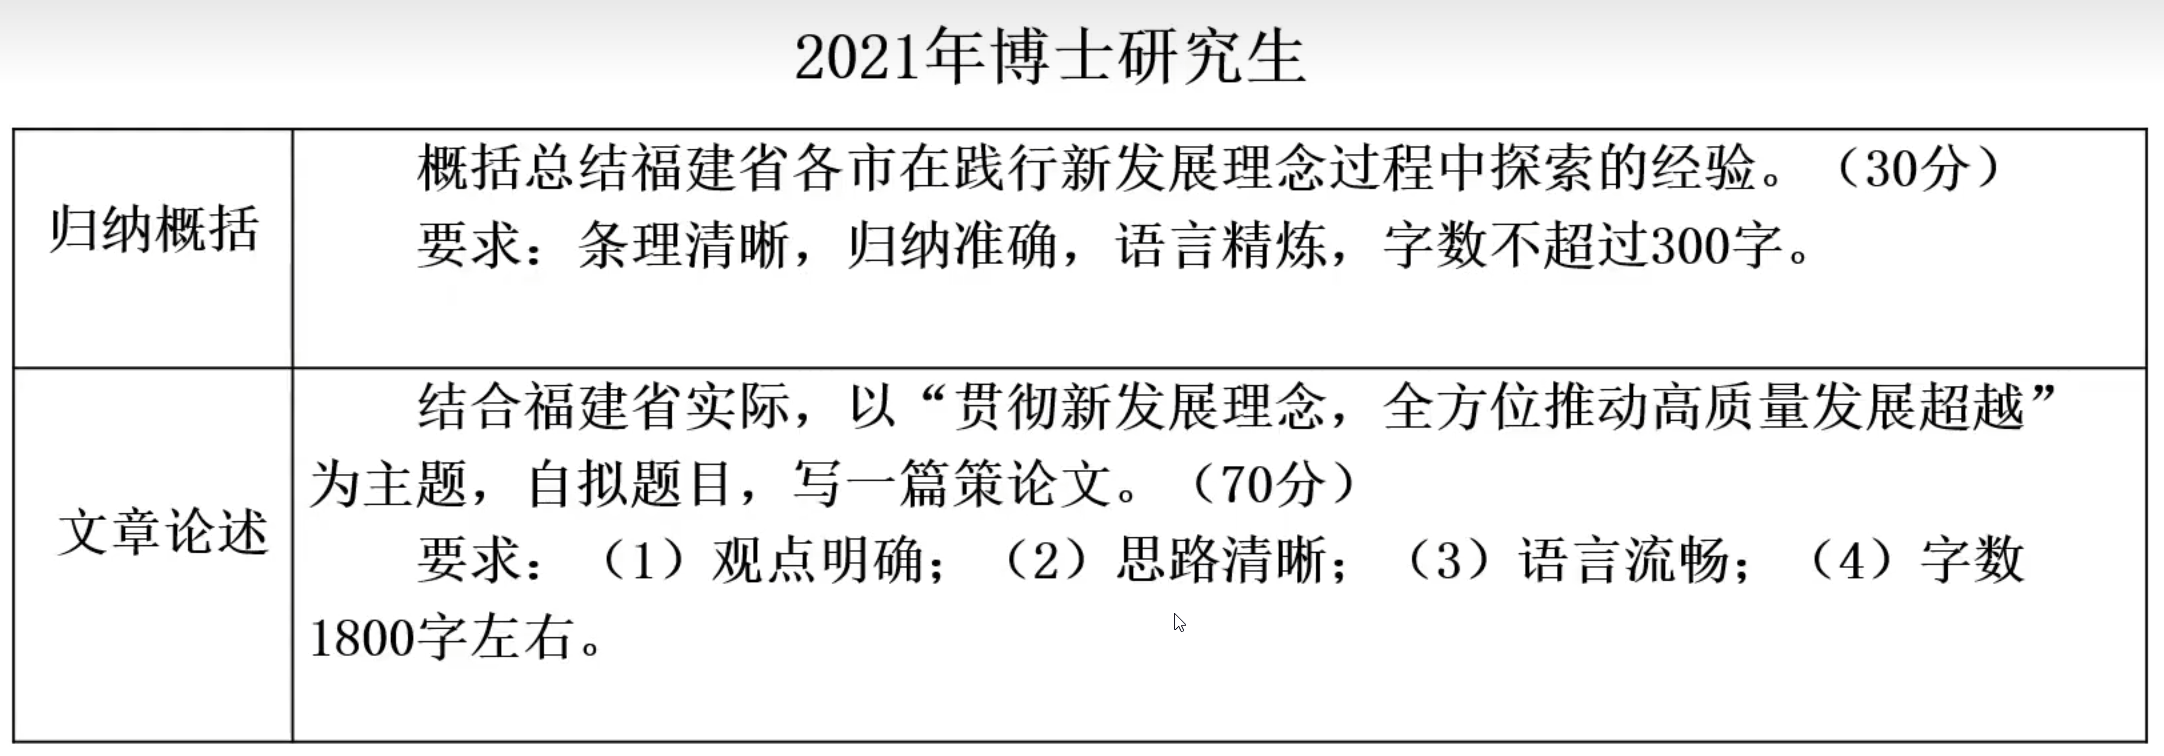 2021年博士研究生
归纳概括
概括总结福建省各市在践行新发展理念过程中探索的经验。（30分）
要求：条理清晰，归纳准确，语言精炼，字数不超过300字。
文章论述
结合福建省实际，以“贯彻新发展理念，全方位推动高质量发展超越”
为主题，自拟题目，写一篇策论文。（70分）
要求：（1）观点明确；（2）思路清晰；（3）语言流畅；（4）字数
1800字左右。